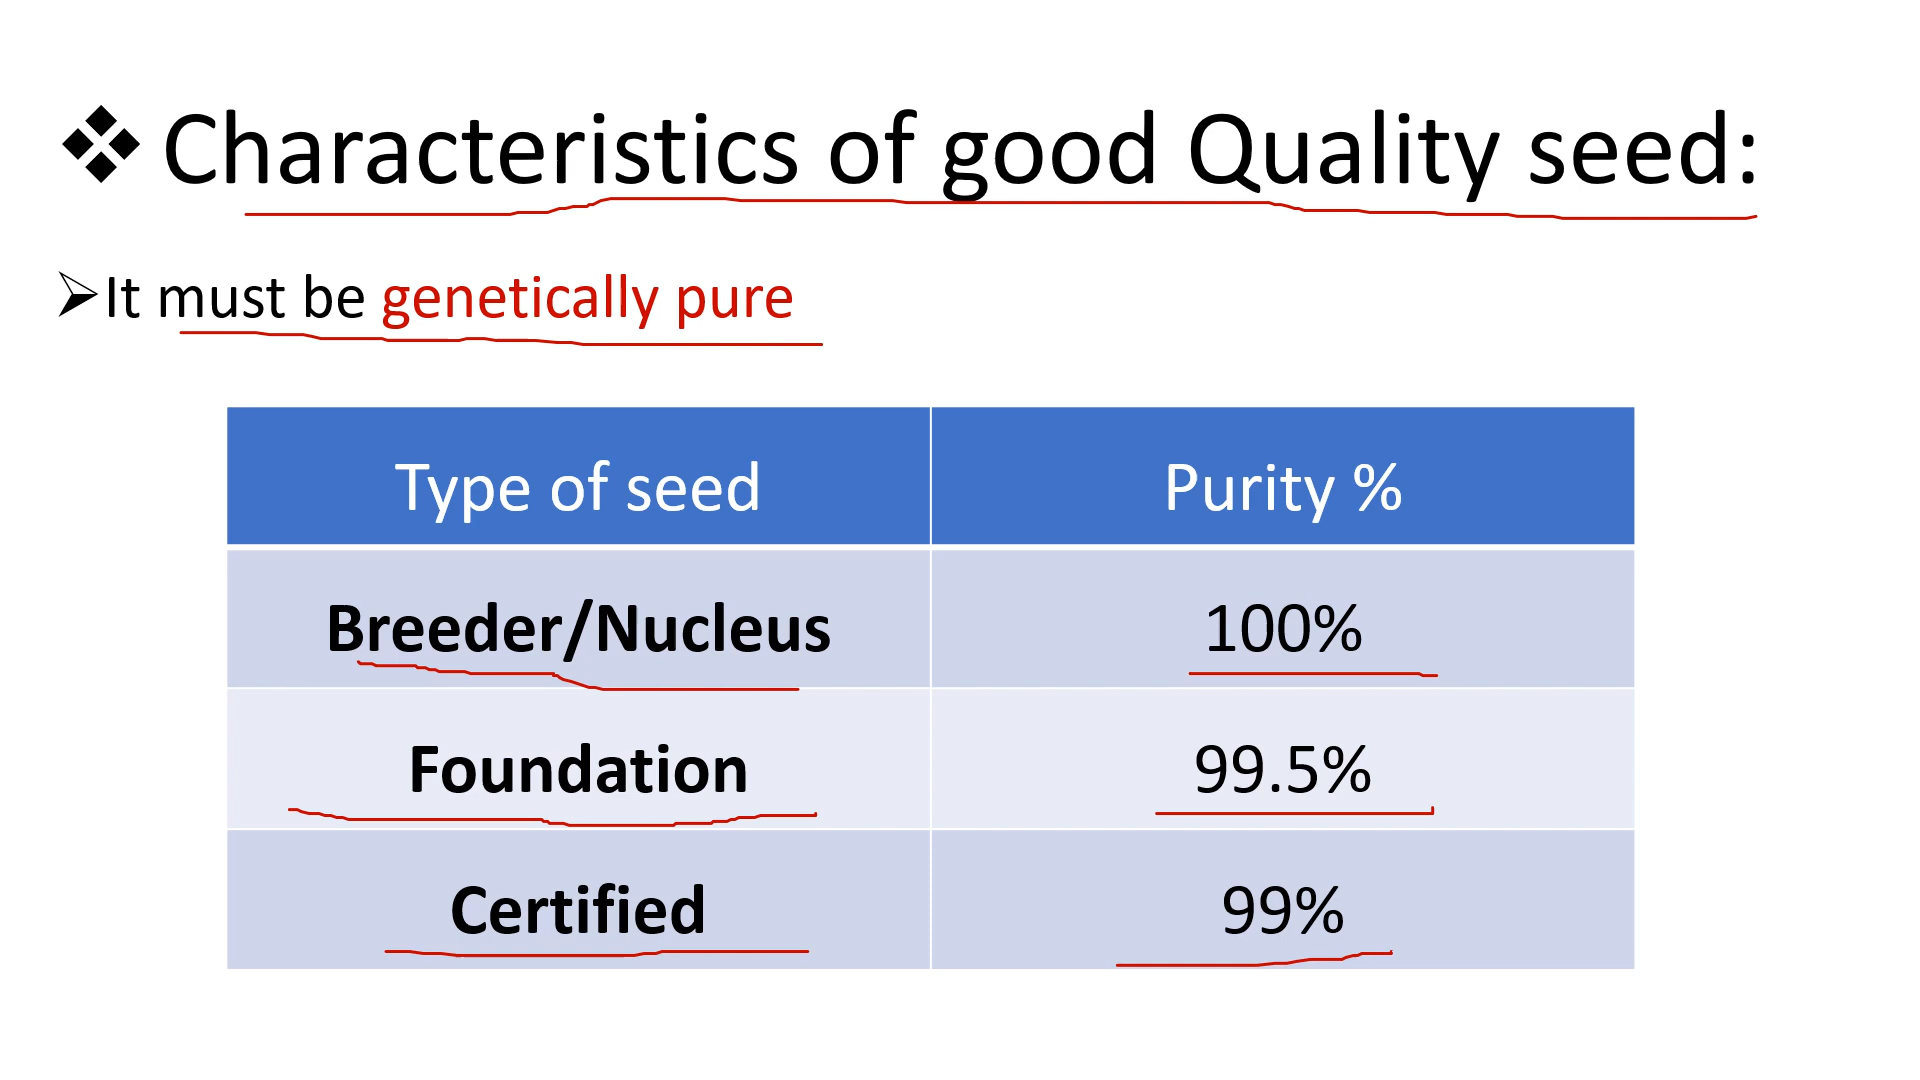 ❖ Characteristics of good Quality seed:
➢It must be genetically pure
Type of seed Purity %
Breeder/Nucleus 100%
Foundation 99.5%
Certified 99%